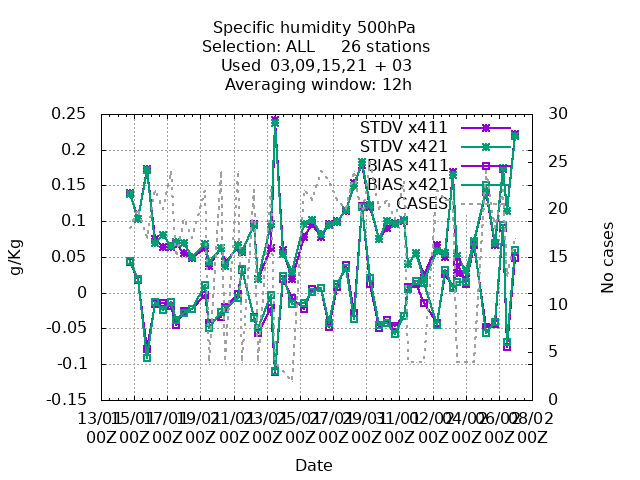 Specific humidity 500hPa
Selection: ALL 26 stations
Used 03,09,15,21 + 03
Averaging window: 12h
0.25
0.2
0.15
0.1
0.05
0
-0.05
-0.1
-0.15
30
25
20
15
10
5
0
STDV x411
STDV x421
BIAS x411
BIAS x421
CASES
g/Kg
No cases
13/01 15/01 17/01 19/01 21/01 23/01 25/01 27/01 29/01 31/01 02/02 04/02 06/02 08/02
00Z 00Z 00Z 00Z 00Z 00Z 00Z 00Z 00Z 00Z 00Z 00Z 00Z 00Z
Date